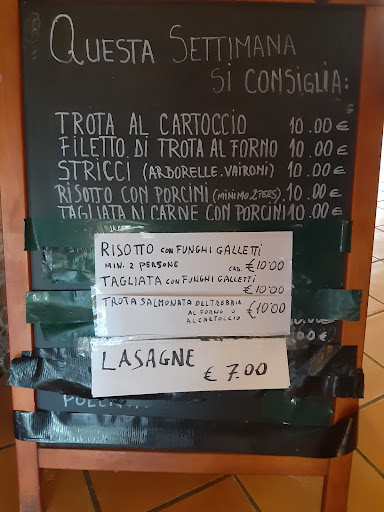 QUESTA SETTIMANA
SI CONSIGLIA:
TROTA AL CARTOCCIO 10.00€
FILETTO DI TROTA AL FORNO 10.00€
STRICCI (ARBORELLE.VAIRONI) 10.00€
RISOTTO CON PORCINI (MINIMO.2PERS). 10.00€
TAGLIATA DI CARNE CON PORCINI 10.00€
RISOTTO CON FUNGHI GALLETTI
MIN. 2 PERSONE CAD. €10'00
TAGLIATA CON FUNGHI GALLETTI
€10'00
TROTA SALMONATA DEL TREBBIA
AL FORNO O €10'00
AL CARTOCCIO
LASAGNE
€ 7.00